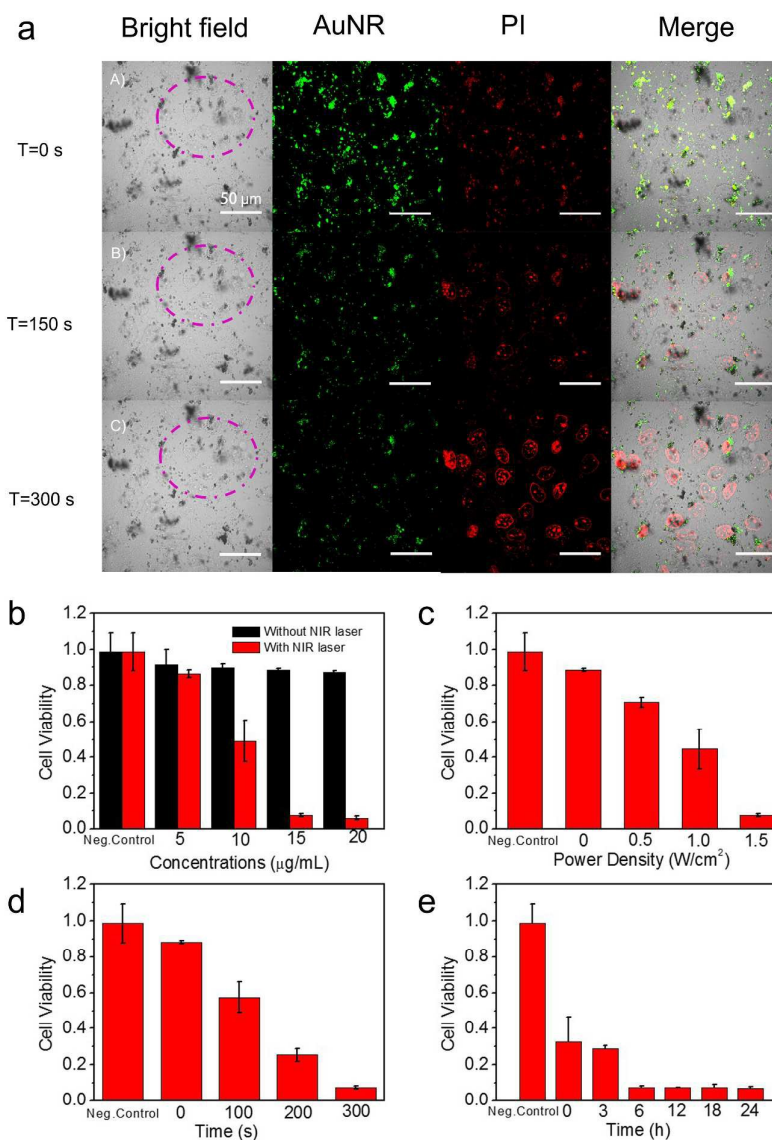 a
Bright field AuNR PI Merge
T=0 s
A)
50 µm
T=150 s
B)
T=300 s
C)
b
Cell Viability
1.2
1.0
0.8
0.6
0.4
0.2
0.0
Without NIR laser
With NIR laser
Neg.Control 5 10 15 20
Concentrations (µg/mL)
c
Cell Viability
1.2
1.0
0.8
0.6
0.4
0.2
0.0
Neg.Control 0 0.5 1.0 1.5
Power Density (W/cm²)
d
Cell Viability
1.2
1.0
0.8
0.6
0.4
0.2
0.0
Neg.Control 0 100 200 300
Time (s)
e
Cell Viability
1.2
1.0
0.8
0.6
0.4
0.2
0.0
Neg.Control 0 3 6 12 18 24
Time (h)